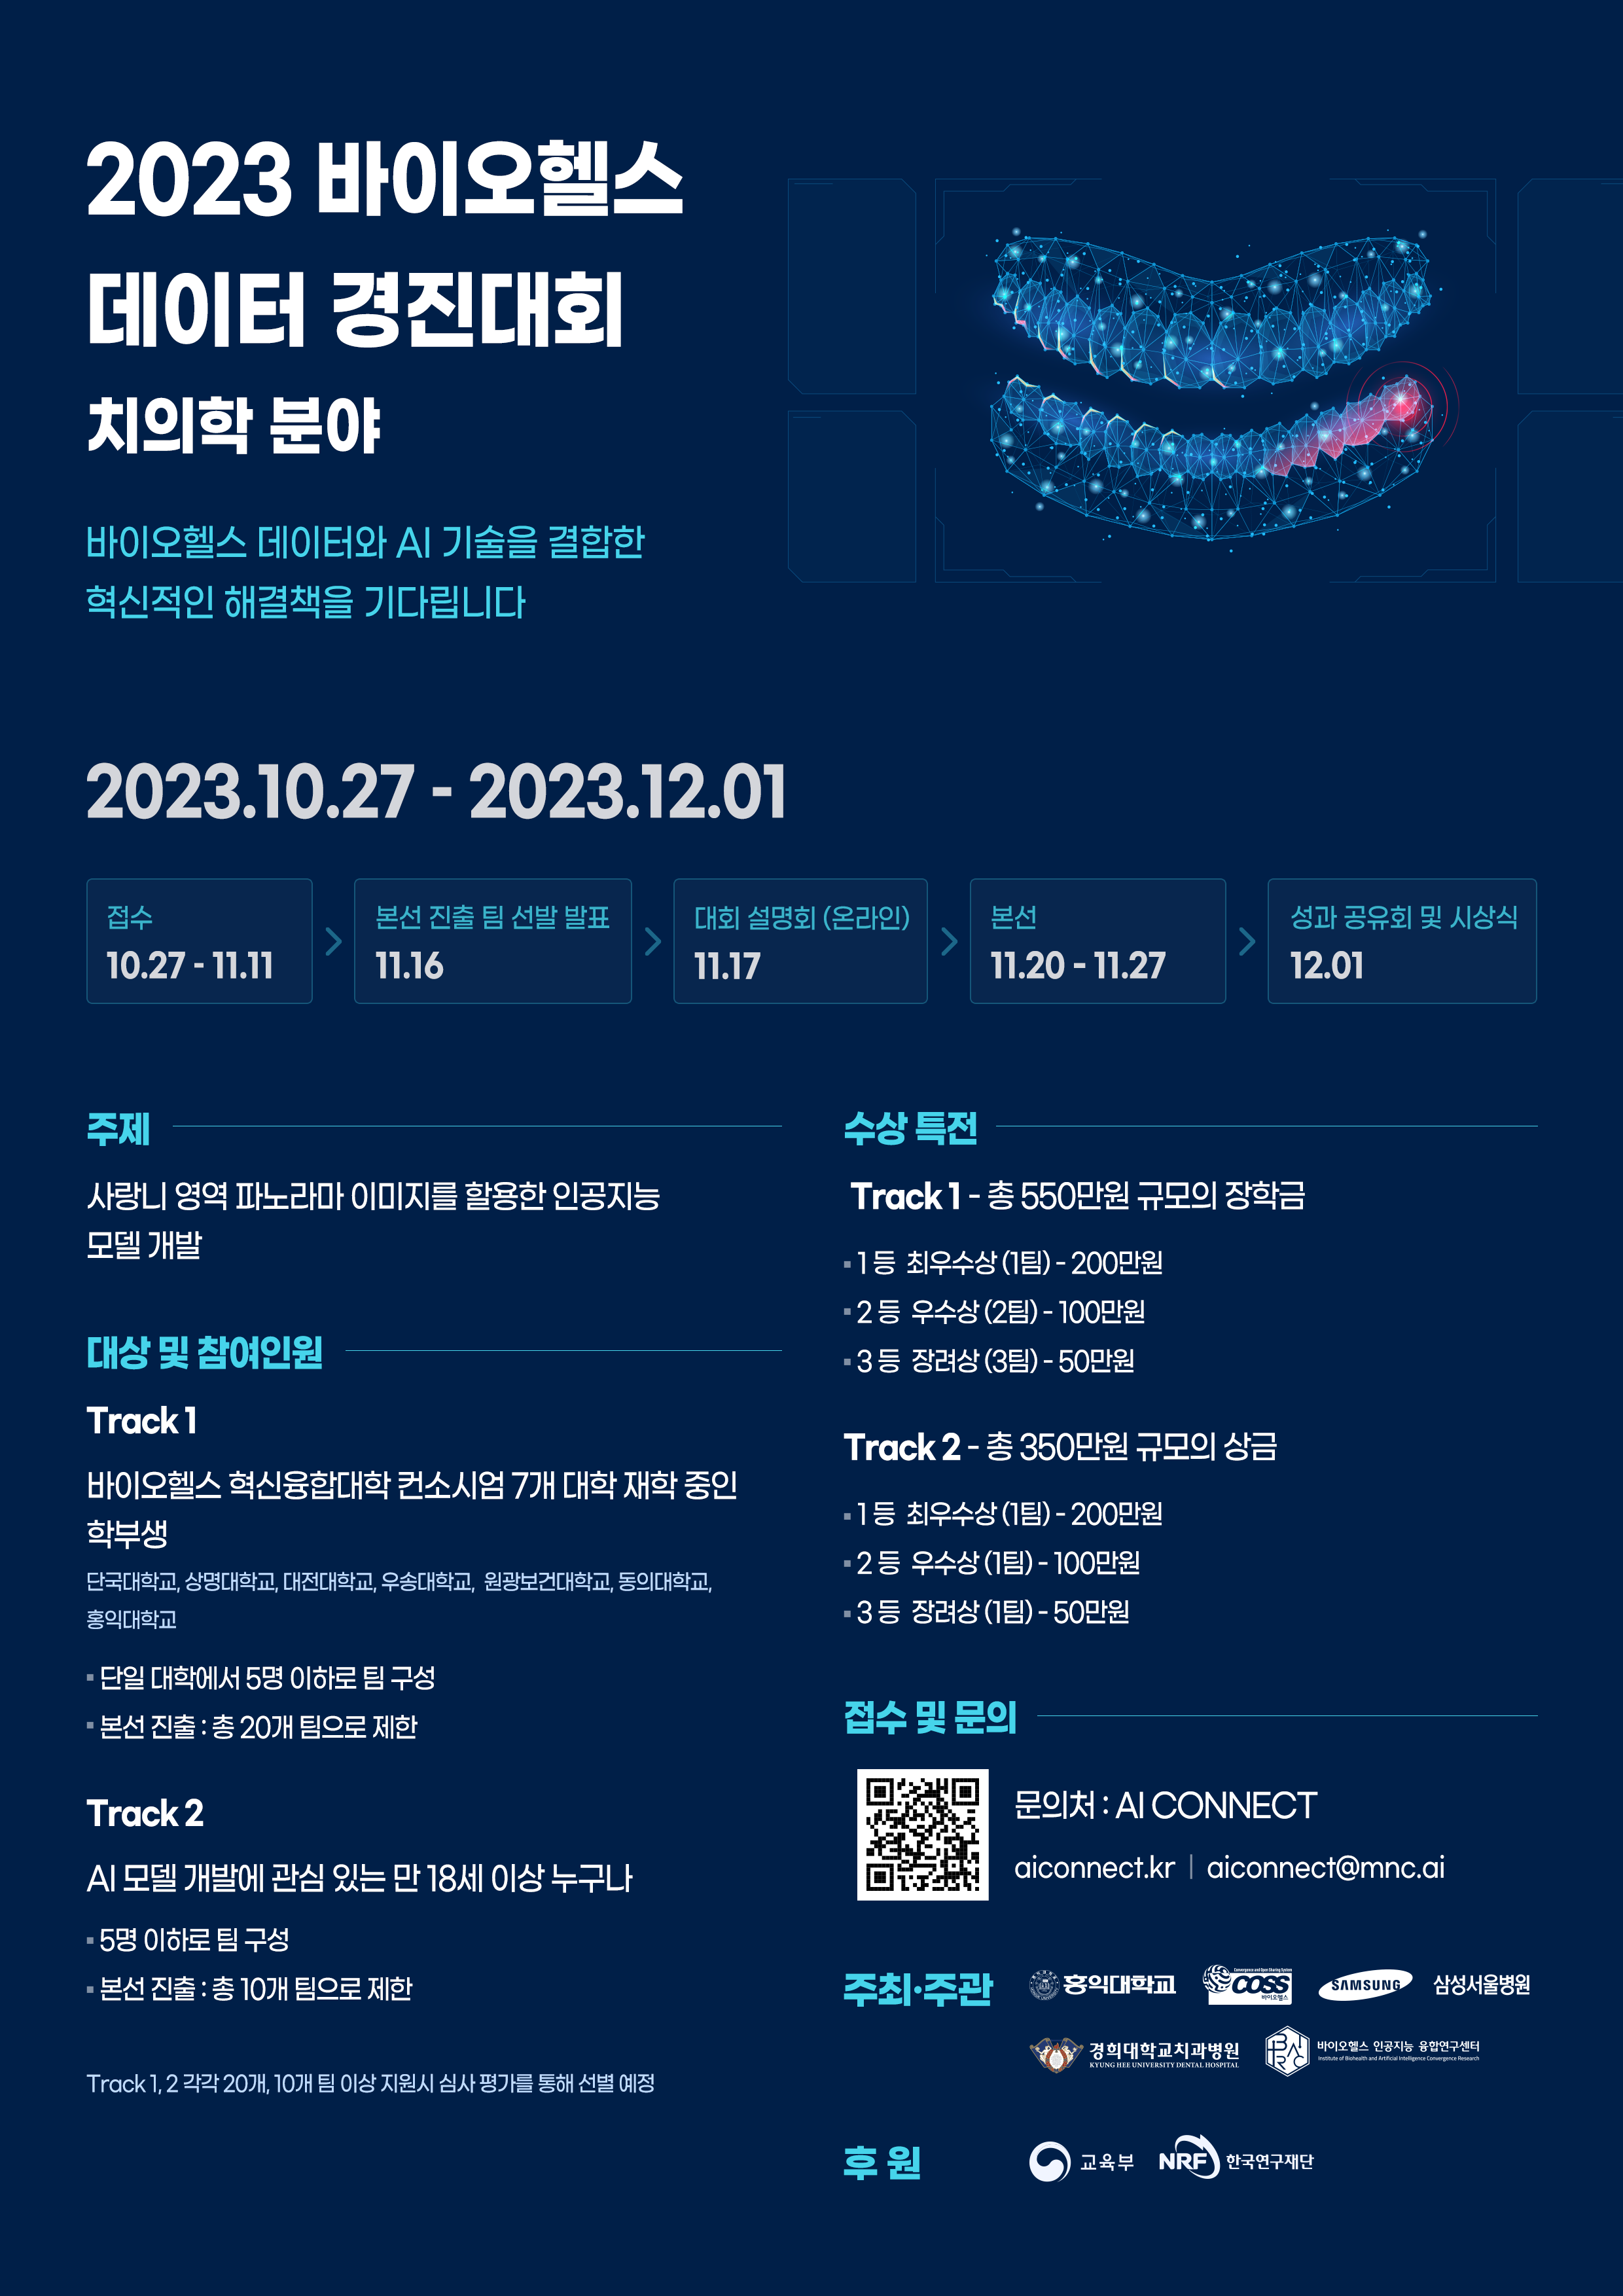 2023 바이오헬스
데이터 경진대회
치의학 분야
바이오헬스 데이터와 AI 기술을 결합한
혁신적인 해결책을 기다립니다
2023.10.27 - 2023.12.01
접수
10.27 - 11.11
본선 진출 팀 선발 발표
11.16
대회 설명회 (온라인)
11.17
본선
11.20 - 11.27
성과 공유회 및 시상식
12.01
주제
사랑니 영역 파노라마 이미지를 할용한 인공지능
모델 개발
대상 및 참여인원
Track 1
바이오헬스 혁신융합대학 컨소시엄 7개 대학 재학 중인
학부생
단국대학교, 상명대학교, 대전대학교, 우송대학교, 원광보건대학교, 동의대학교,
홍익대학교
단일 대학에서 5명 이하로 팀 구성
본선 진출 : 총 20개 팀으로 제한
Track 2
AI 모델 개발에 관심 있는 만 18세 이상 누구나
5명 이하로 팀 구성
본선 진출 : 총 10개 팀으로 제한
Track 1, 2 각각 20개, 10개 팀 이상 지원시 심사 평가를 통해 선별 예정
수상 특전
Track 1 - 총 550만원 규모의 장학금
1 등 최우수상 (1팀) - 200만원
2 등 우수상 (2팀) - 100만원
3 등 장려상 (3팀) - 50만원
Track 2 - 총 350만원 규모의 상금
1 등 최우수상 (1팀) - 200만원
2 등 우수상 (1팀) - 100만원
3 등 장려상 (1팀) - 50만원
접수 및 문의
문의처 : AI CONNECT
aiconnect.kr | aiconnect@mnc.ai
주최·주관
홍익대학교
Convergence and Open Sharing System
COSS
바이오헬스
SAMSUNG 삼성서울병원
경희대학교치과병원
KYUNG HEE UNIVERSITY DENTAL HOSPITAL
BAIRC
바이오헬스 인공지능 융합연구센터
Institute of Biohealth and Artificial Intelligence Convergence Research
후 원
교육부
NRF 한국연구재단